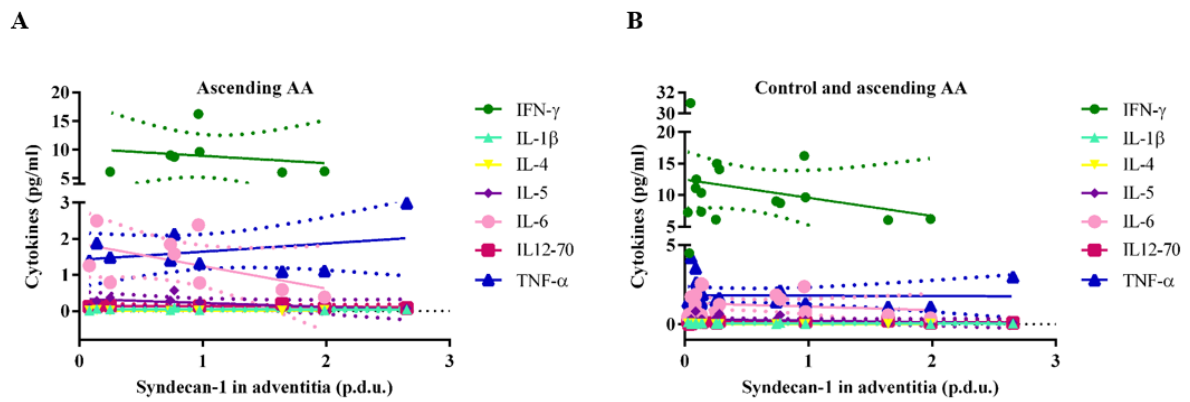 A
B
Ascending AA
Cytokines (pg/ml)
20
15
10
5
3
2
1
0
0
1
2
3
Syndecan-1 in adventitia (p.d.u.)
IFN-γ
IL-1β
IL-4
IL-5
IL-6
IL12-70
TNF-α
Control and ascending AA
Cytokines (pg/ml)
32
30
20
15
10
5
5
0
0
1
2
3
Syndecan-1 in adventitia (p.d.u.)
IFN-γ
IL-1β
IL-4
IL-5
IL-6
IL12-70
TNF-α